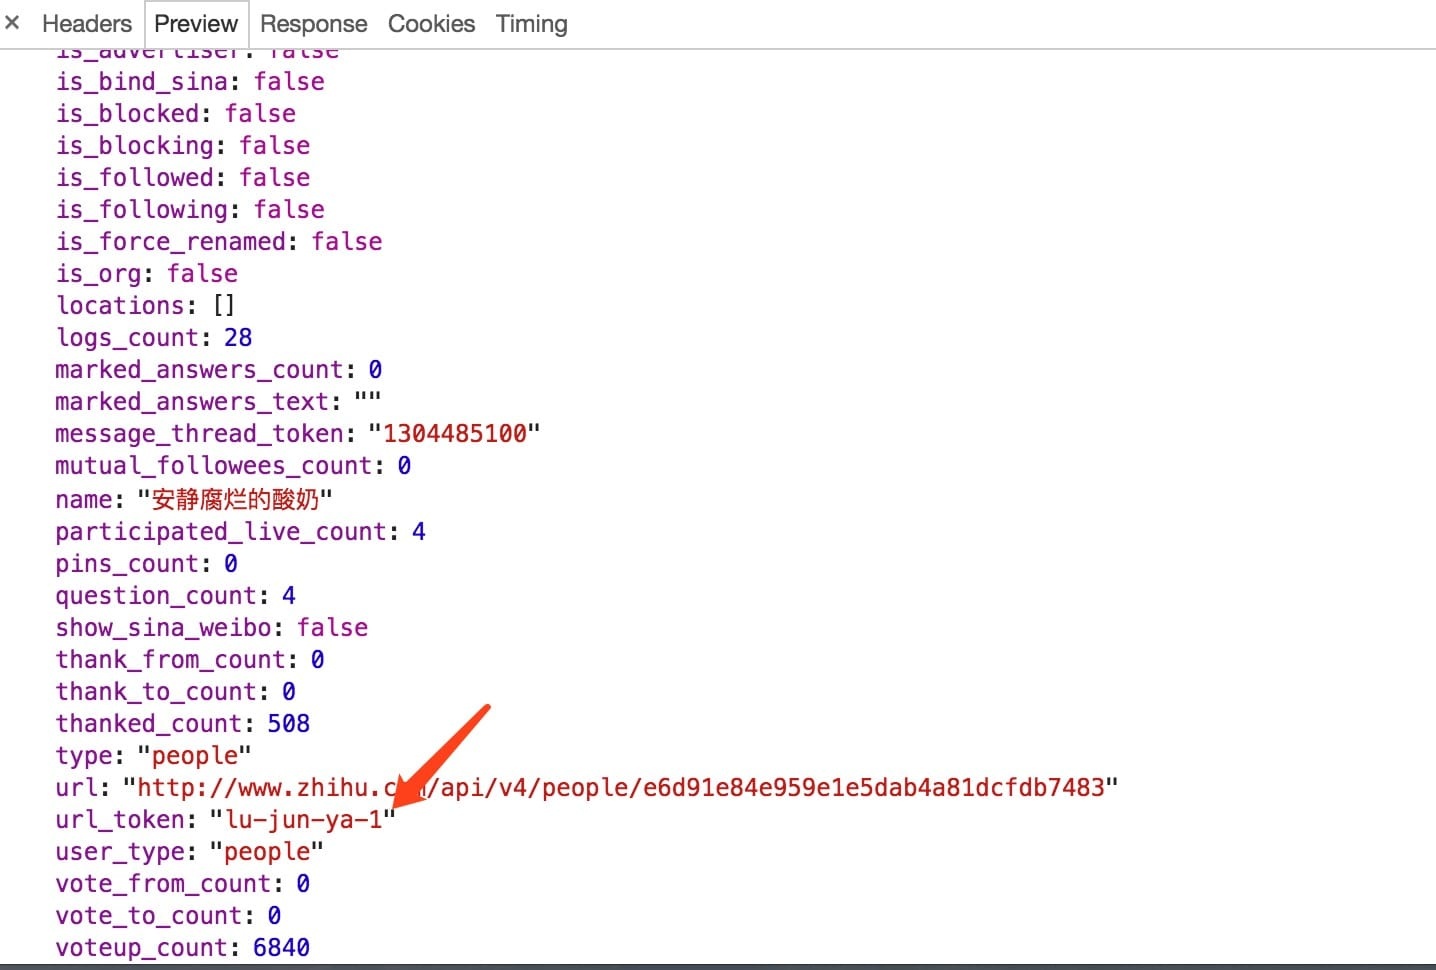 × Headers Preview Response Cookies Timing
is_advertiser: false
is_bind_sina: false
is_blocked: false
is_blocking: false
is_followed: false
is_following: false
is_force_renamed: false
is_org: false
locations: []
logs_count: 28
marked_answers_count: 0
marked_answers_text: ""
message_thread_token: "1304485100"
mutual_followees_count: 0
name: "安静腐烂的酸奶"
participated_live_count: 4
pins_count: 0
question_count: 4
show_sina_weibo: false
thank_from_count: 0
thank_to_count: 0
thanked_count: 508
type: "people"
url: "http://www.zhihu.com/api/v4/people/e6d91e84e959e1e5dab4a81dcfdb7483"
url_token: "lu-jun-ya-1"
user_type: "people"
vote_from_count: 0
vote_to_count: 0
voteup_count: 6840